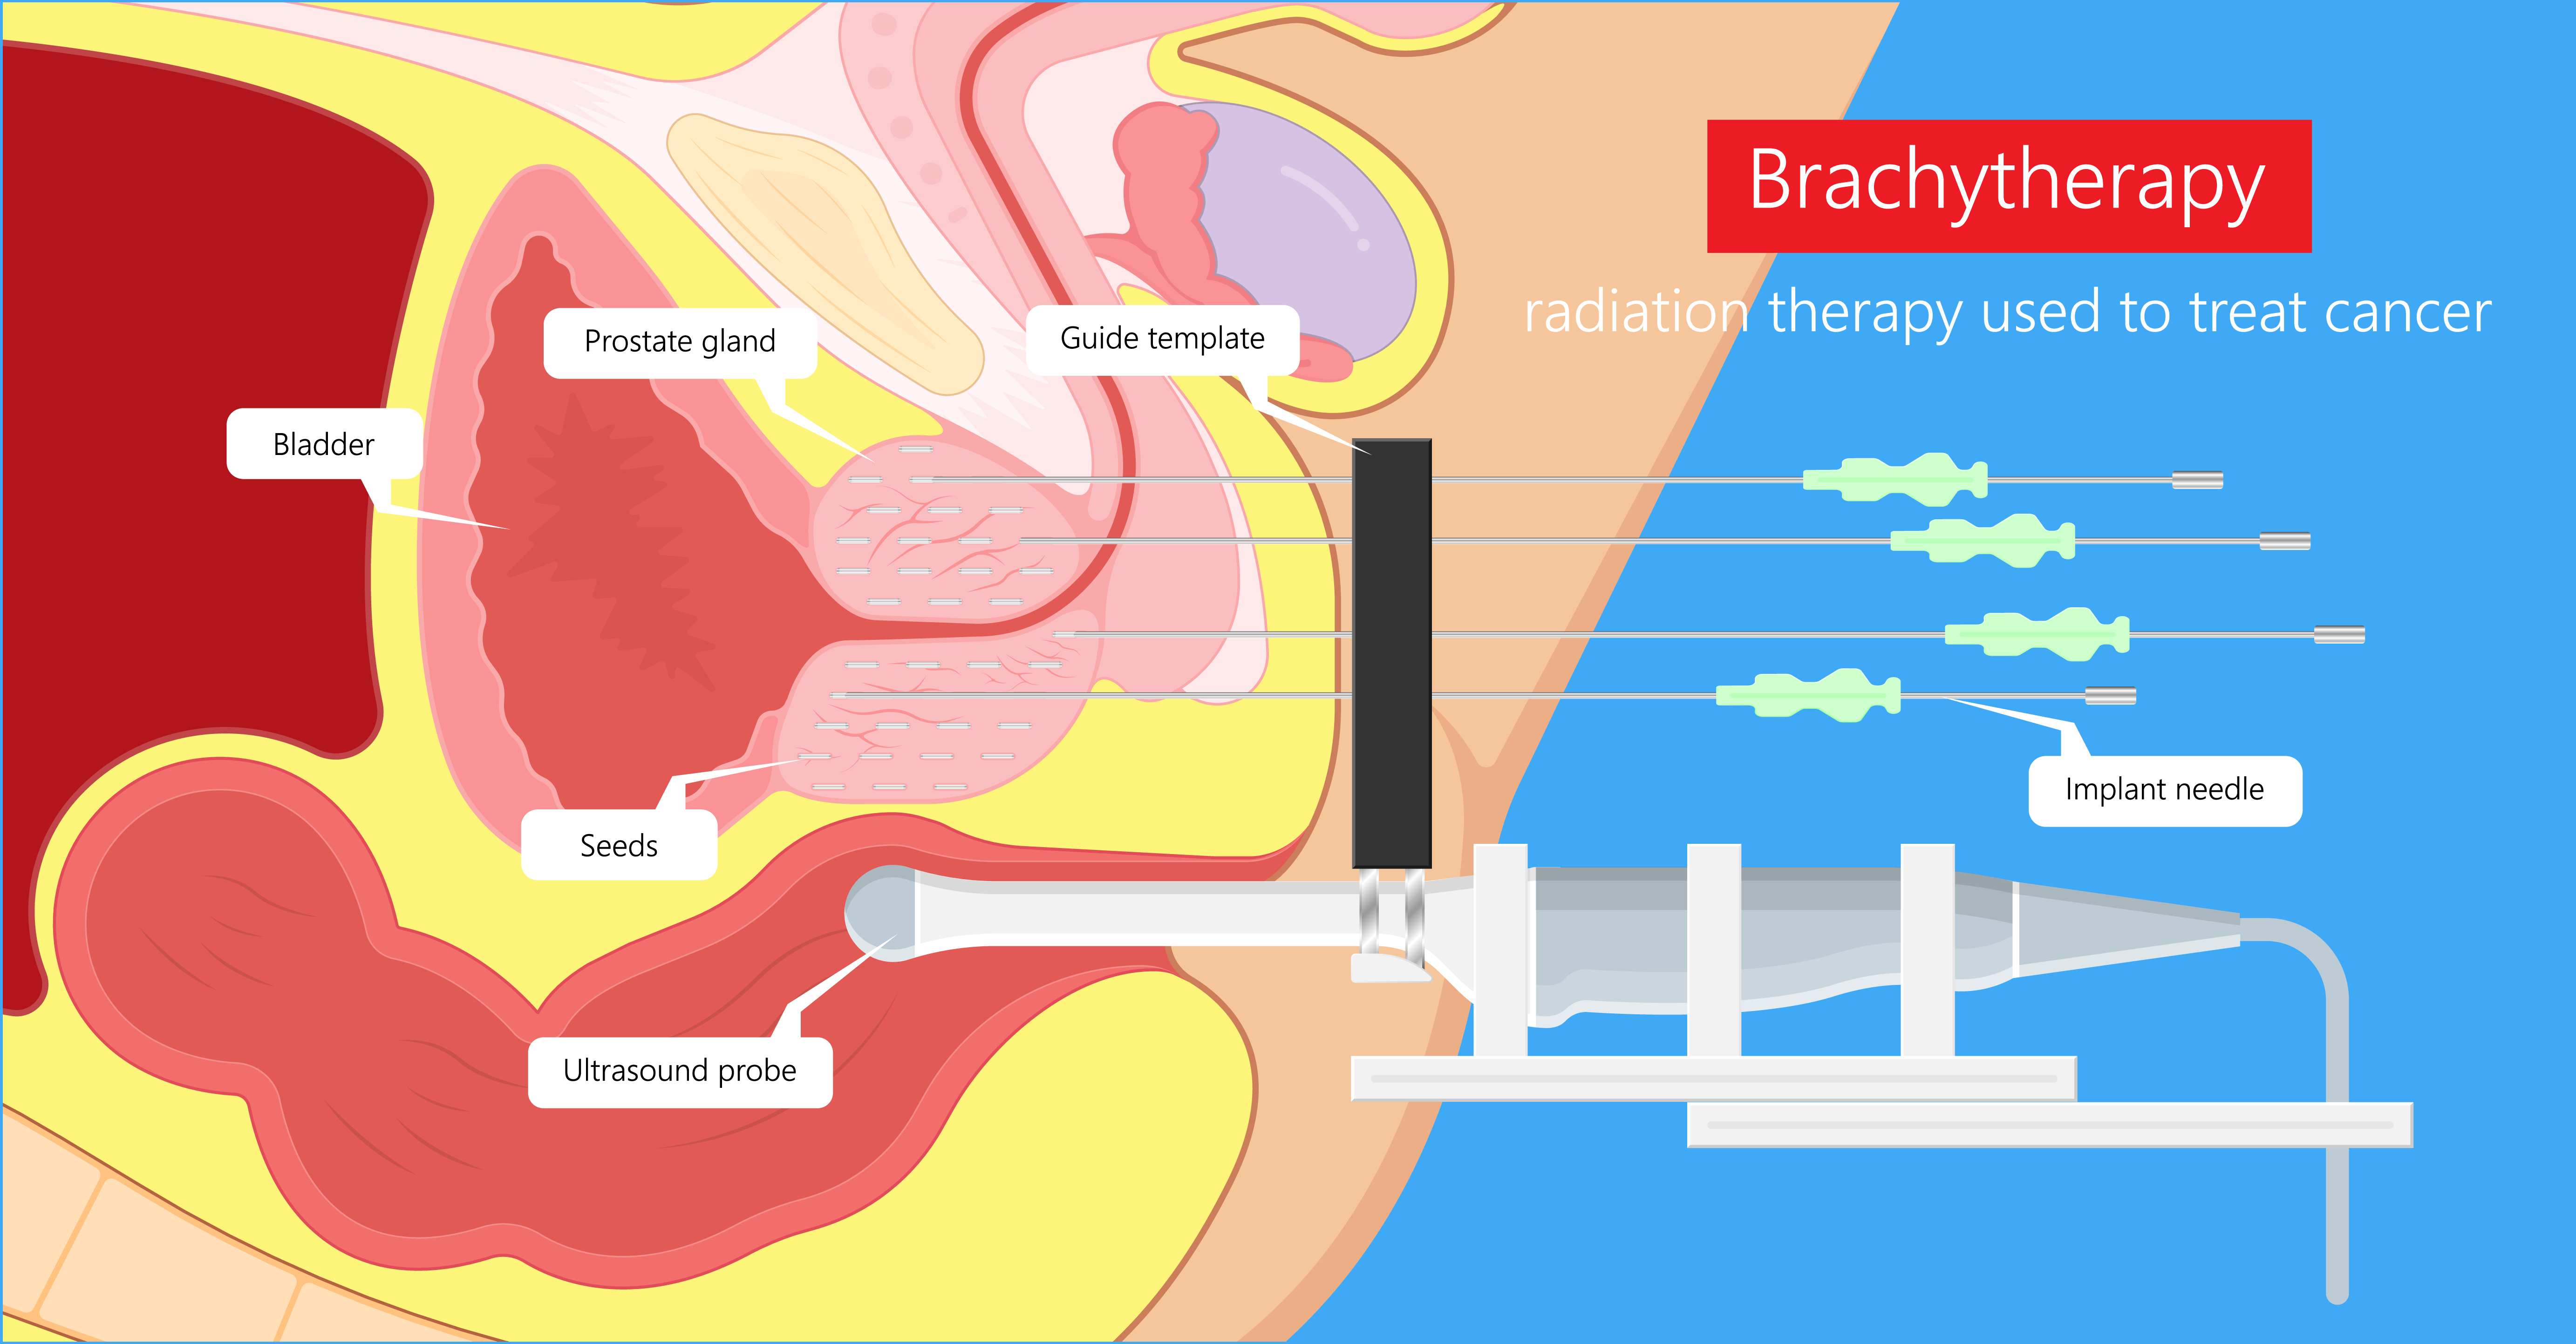 Brachytherapy
radiation therapy used to treat cancer
Prostate gland
Guide template
Bladder
Implant needle
Seeds
Ultrasound probe